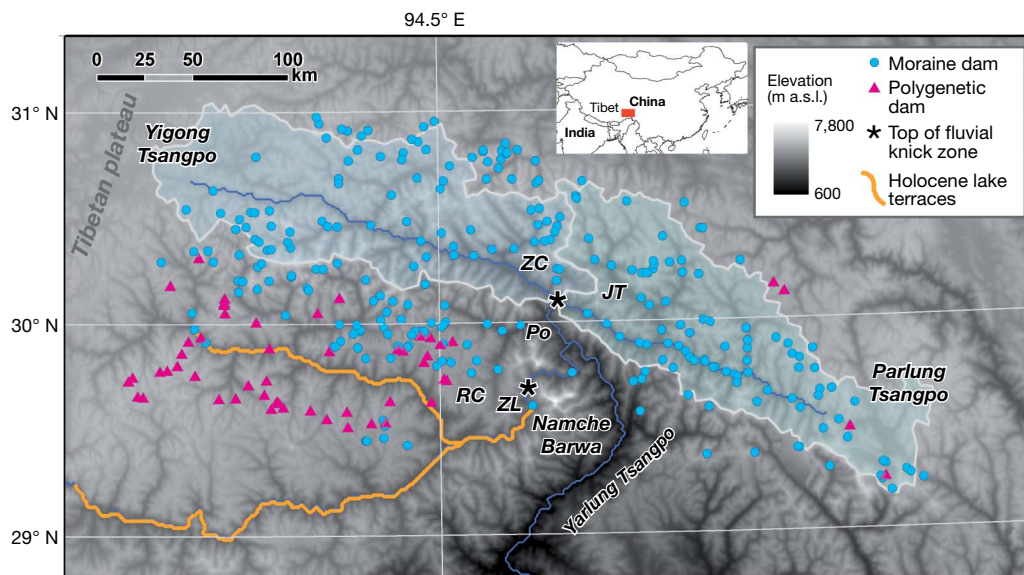 94.5° E
0 25 50 100
km
31° N
30° N
29° N
Tibetan plateau
Yigong
Tsangpo
Tibet China
India
Elevation
(m a.s.l.)
7,800
600
Moraine dam
Polygenetic
dam
Top of fluvial
knick zone
Holocene lake
terraces
ZC
JT
Po
RC
ZL
Namche
Barwa
Parlung
Tsangpo
Yarlung Tsangpo